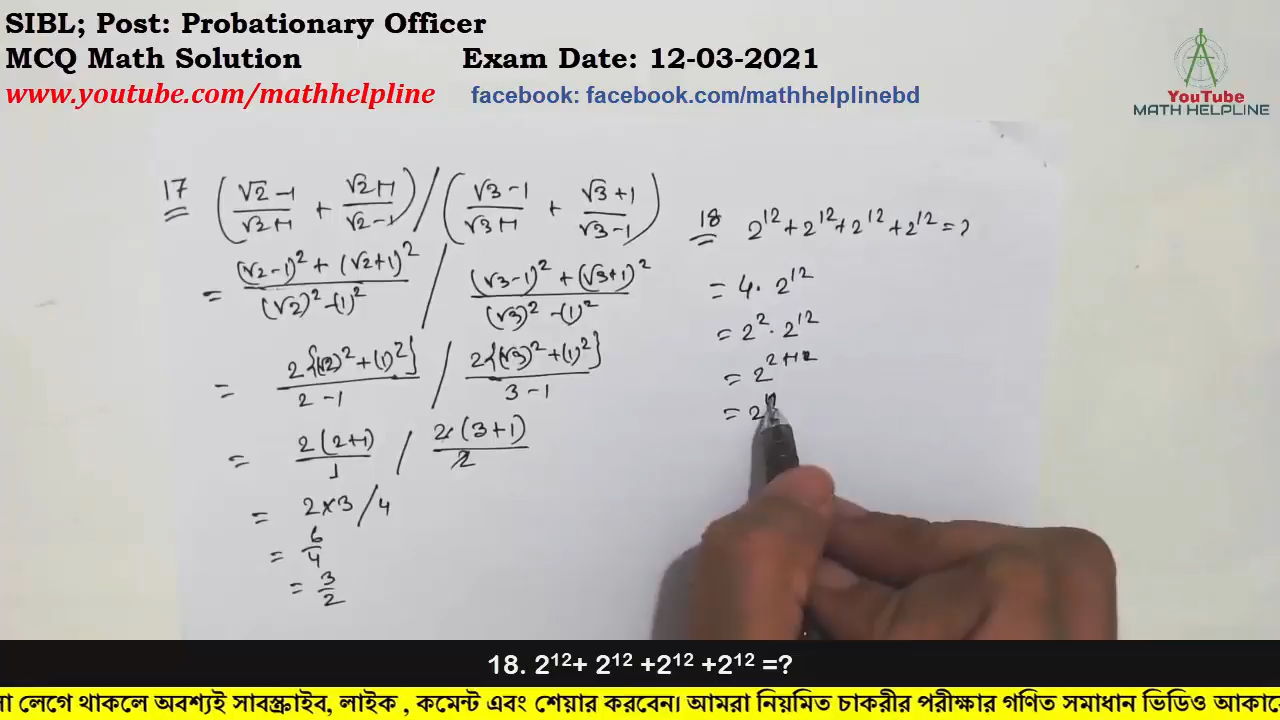 SIBL; Post: Probationary Officer
MCQ Math Solution Exam Date: 12-03-2021
www.youtube.com/mathhelpline facebook: facebook.com/mathhelplinebd
YouTube
MATH HELPLINE
17 ((√2-1)/(√2+1) + (√2+1)/(√2-1)) / ((√3-1)/(√3+1) + (√3+1)/(√3-1))
= ((√2-1)² + (√2+1)²)/((√2)² - (1)²) / ((√3-1)² + (√3+1)²)/((√3)² - (1)²)
= 2{(√2)² + (1)²}/(2-1) / 2{(√3)² + (1)²}/(3-1)
= 2(2+1)/1 / 2(3+1)/2
= 2×3/4
= 6/4
= 3/2
18 2¹² + 2¹² + 2¹² + 2¹² = ?
= 4 · 2¹²
= 2² · 2¹²
= 2²⁺¹²
= 2
18. 2¹²+ 2¹² +2¹² +2¹² =?
লেগে থাকলে অবশ্যই সাবস্ক্রাইব, লাইক , কমেন্ট এবং শেয়ার করবেন। আমরা নিয়মিত চাকরীর পরীক্ষার গণিত সমাধান ভিডিও আকারে